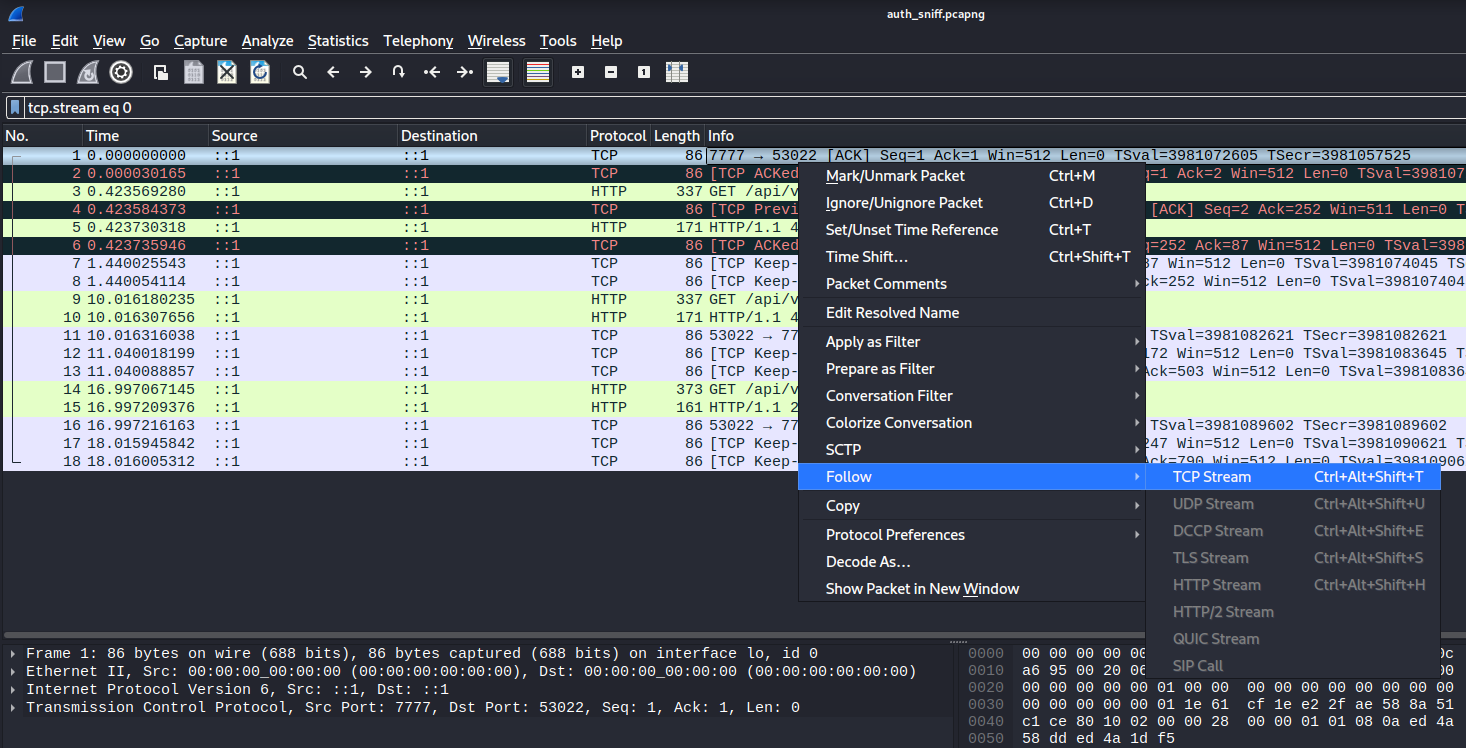 auth_sniff.pcapng
File Edit View Go Capture Analyze Statistics Telephony Wireless Tools Help
tcp.stream eq 0
No. Time Source Destination Protocol Length Info
1 0.000000000 ::1 ::1 TCP 86 7777 → 53022 [ACK] Seq=1 Ack=1 Win=512 Len=0 TSval=3981072605 TSecr=3981057525
2 0.000030165 ::1 ::1 TCP 86 [TCP ACKed q=1 Ack=2 Win=512 Len=0 TSval=398107
3 0.423569280 ::1 ::1 HTTP 337 GET /api/v
4 0.423584373 ::1 ::1 TCP 86 [TCP Previ [ACK] Seq=2 Ack=252 Win=511 Len=0 T
5 0.423730318 ::1 ::1 HTTP 171 HTTP/1.1 4
6 0.423735946 ::1 ::1 TCP 86 [TCP ACKed q=252 Ack=87 Win=512 Len=0 TSval=398
7 1.440025543 ::1 ::1 TCP 86 [TCP Keep- 87 Win=512 Len=0 TSval=3981074045 TS
8 1.440054114 ::1 ::1 TCP 86 [TCP Keep- ck=252 Win=512 Len=0 TSval=398107404
9 10.016180235 ::1 ::1 HTTP 337 GET /api/v
10 10.016307656 ::1 ::1 HTTP 171 HTTP/1.1 4
11 10.016316038 ::1 ::1 TCP 86 53022 → 77 TSval=3981082621 TSecr=3981082621
12 11.040018199 ::1 ::1 TCP 86 [TCP Keep- 172 Win=512 Len=0 TSval=3981083645 T
13 11.040088857 ::1 ::1 TCP 86 [TCP Keep- Ack=503 Win=512 Len=0 TSval=39810836
14 16.997067145 ::1 ::1 HTTP 373 GET /api/v
15 16.997209376 ::1 ::1 HTTP 161 HTTP/1.1 2
16 16.997216163 ::1 ::1 TCP 86 53022 → 77 TSval=3981089602 TSecr=3981089602
17 18.015945842 ::1 ::1 TCP 86 [TCP Keep- 247 Win=512 Len=0 TSval=3981090621 T
18 18.016005312 ::1 ::1 TCP 86 [TCP Keep- Ack=790 Win=512 Len=0 TSval=39810906
Mark/Unmark Packet Ctrl+M
Ignore/Unignore Packet Ctrl+D
Set/Unset Time Reference Ctrl+T
Time Shift… Ctrl+Shift+T
Packet Comments
Edit Resolved Name
Apply as Filter
Prepare as Filter
Conversation Filter
Colorize Conversation
SCTP
Follow
Copy
Protocol Preferences
Decode As…
Show Packet in New Window
TCP Stream Ctrl+Alt+Shift+T
UDP Stream Ctrl+Alt+Shift+U
DCCP Stream Ctrl+Alt+Shift+E
TLS Stream Ctrl+Alt+Shift+S
HTTP Stream Ctrl+Alt+Shift+H
HTTP/2 Stream
QUIC Stream
SIP Call
Frame 1: 86 bytes on wire (688 bits), 86 bytes captured (688 bits) on interface lo, id 0
Ethernet II, Src: 00:00:00_00:00:00 (00:00:00:00:00:00), Dst: 00:00:00_00:00:00 (00:00:00:00:00:00)
Internet Protocol Version 6, Src: ::1, Dst: ::1
Transmission Control Protocol, Src Port: 7777, Dst Port: 53022, Seq: 1, Ack: 1, Len: 0
0000 00 00 00 00 00 0c
0010 a6 95 00 20 06 00
0020 00 00 00 00 00 01 00 00 00 00 00 00 00 00 00 00
0030 00 00 00 00 00 01 1e 61 cf 1e e2 2f ae 58 8a 51
0040 c1 ce 80 10 02 00 00 28 00 00 01 01 08 0a ed 4a
0050 58 dd ed 4a 1d f5